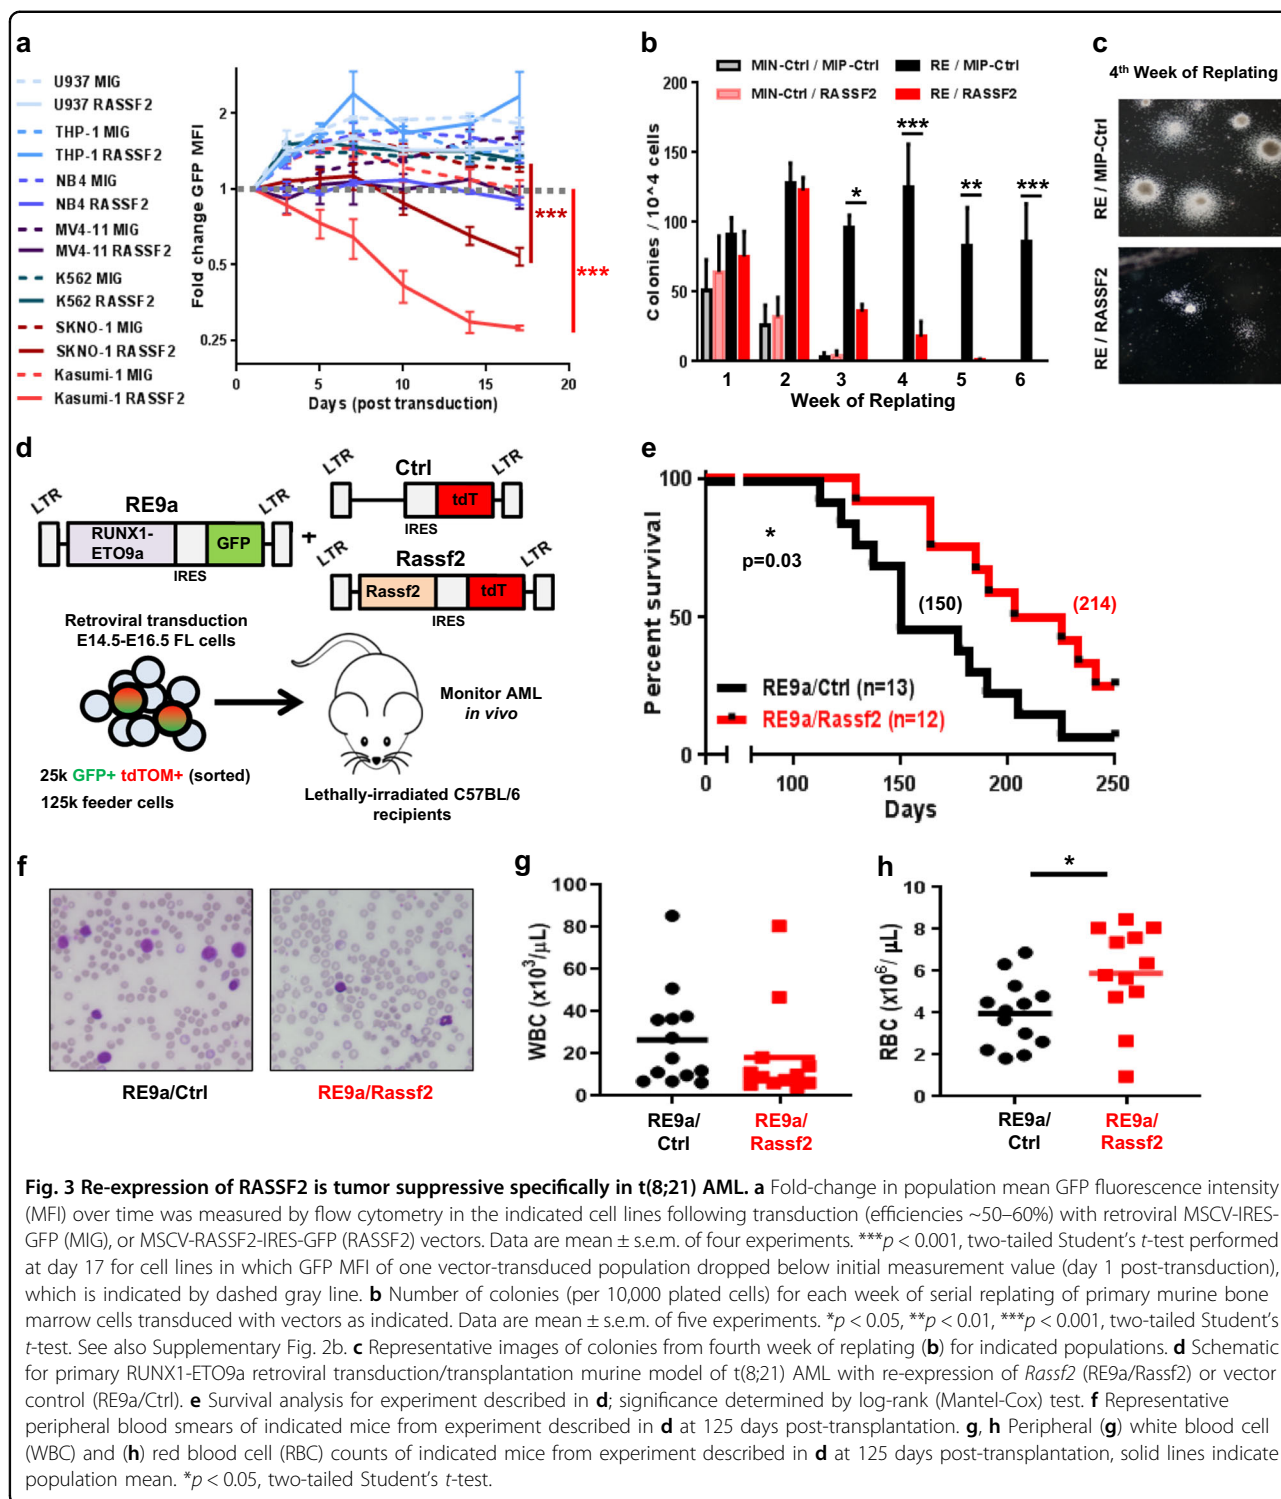 a
U937 MIG
U937 RASSF2
THP-1 MIG
THP-1 RASSF2
NB4 MIG
NB4 RASSF2
MV4-11 MIG
MV4-11 RASSF2
K562 MIG
K562 RASSF2
SKNO-1 MIG
SKNO-1 RASSF2
Kasumi-1 MIG
Kasumi-1 RASSF2
Fold change GFP MFI
2
1
0.5
0.25
0 5 10 15 20
Days (post transduction)
***
***
b
MIN-Ctrl / MIP-Ctrl
RE / MIP-Ctrl
MIN-Ctrl / RASSF2
RE / RASSF2
Colonies / 10^4 cells
200
150
100
50
0
* *** ** ***
1 2 3 4 5 6
Week of Replating
c
4th Week of Replating
RE / MIP-Ctrl
RE / RASSF2
d
LTR
RE9a
LTR
RUNX1-
ETO9a
GFP
IRES
+
LTR
Ctrl
LTR
tdT
IRES
LTR
Rassf2
LTR
Rassf2
tdT
IRES
Retroviral transduction
E14.5-E16.5 FL cells
25k GFP+ tdTOM+ (sorted)
125k feeder cells
Monitor AML
in vivo
Lethally-irradiated C57BL/6
recipients
e
Percent survival
100
50
0
*
p=0.03
(150)
(214)
RE9a/Ctrl (n=13)
RE9a/Rassf2 (n=12)
0 100 150 200 250
Days
f
RE9a/Ctrl
RE9a/Rassf2
g
WBC (x10³/µL)
100
80
60
40
20
0
RE9a/
Ctrl
RE9a/
Rassf2
h
*
RBC (x10⁶/ µL)
10
8
6
4
2
0
RE9a/
Ctrl
RE9a/
Rassf2
Fig. 3 Re-expression of RASSF2 is tumor suppressive specifically in t(8;21) AML. a Fold-change in population mean GFP fluorescence intensity
(MFI) over time was measured by flow cytometry in the indicated cell lines following transduction (efficiencies ~50–60%) with retroviral MSCV-IRES-
GFP (MIG), or MSCV-RASSF2-IRES-GFP (RASSF2) vectors. Data are mean ± s.e.m. of four experiments. ***p < 0.001, two-tailed Student's t-test performed
at day 17 for cell lines in which GFP MFI of one vector-transduced population dropped below initial measurement value (day 1 post-transduction),
which is indicated by dashed gray line. b Number of colonies (per 10,000 plated cells) for each week of serial replating of primary murine bone
marrow cells transduced with vectors as indicated. Data are mean ± s.e.m. of five experiments. *p < 0.05, **p < 0.01, ***p < 0.001, two-tailed Student's
t-test. See also Supplementary Fig. 2b. c Representative images of colonies from fourth week of replating (b) for indicated populations. d Schematic
for primary RUNX1-ETO9a retroviral transduction/transplantation murine model of t(8;21) AML with re-expression of Rassf2 (RE9a/Rassf2) or vector
control (RE9a/Ctrl). e Survival analysis for experiment described in d; significance determined by log-rank (Mantel-Cox) test. f Representative
peripheral blood smears of indicated mice from experiment described in d at 125 days post-transplantation. g, h Peripheral (g) white blood cell
(WBC) and (h) red blood cell (RBC) counts of indicated mice from experiment described in d at 125 days post-transplantation, solid lines indicate
population mean. *p < 0.05, two-tailed Student's t-test.